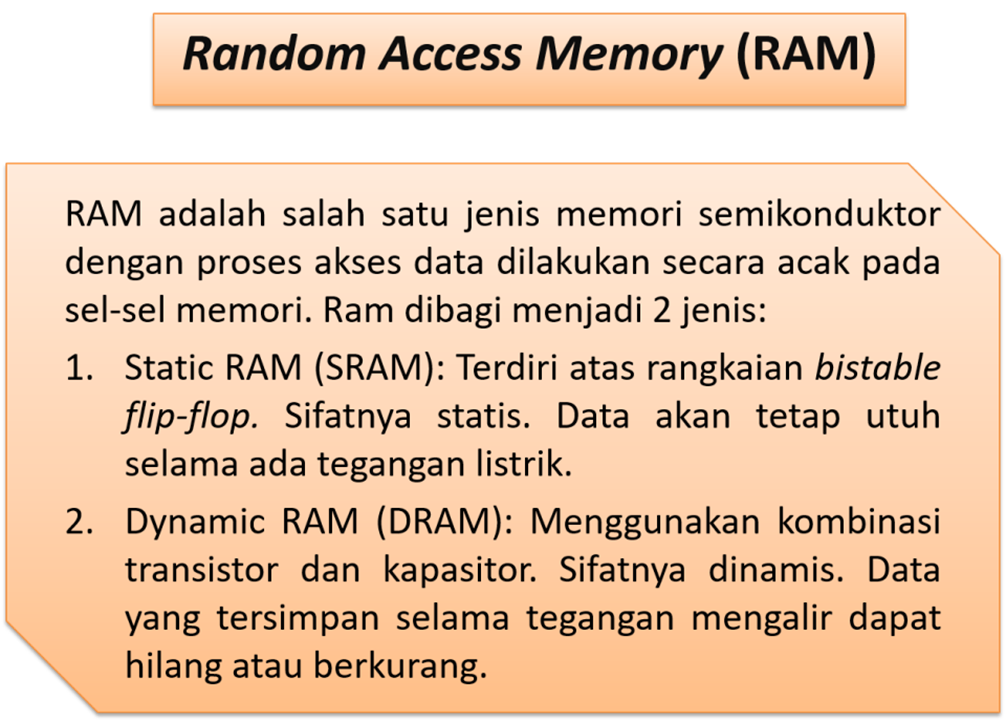 Random Access Memory (RAM)
RAM adalah salah satu jenis memori semikonduktor
dengan proses akses data dilakukan secara acak pada
sel-sel memori. Ram dibagi menjadi 2 jenis:
1. Static RAM (SRAM): Terdiri atas rangkaian bistable
flip-flop. Sifatnya statis. Data akan tetap utuh
selama ada tegangan listrik.
2. Dynamic RAM (DRAM): Menggunakan kombinasi
transistor dan kapasitor. Sifatnya dinamis. Data
yang tersimpan selama tegangan mengalir dapat
hilang atau berkurang.